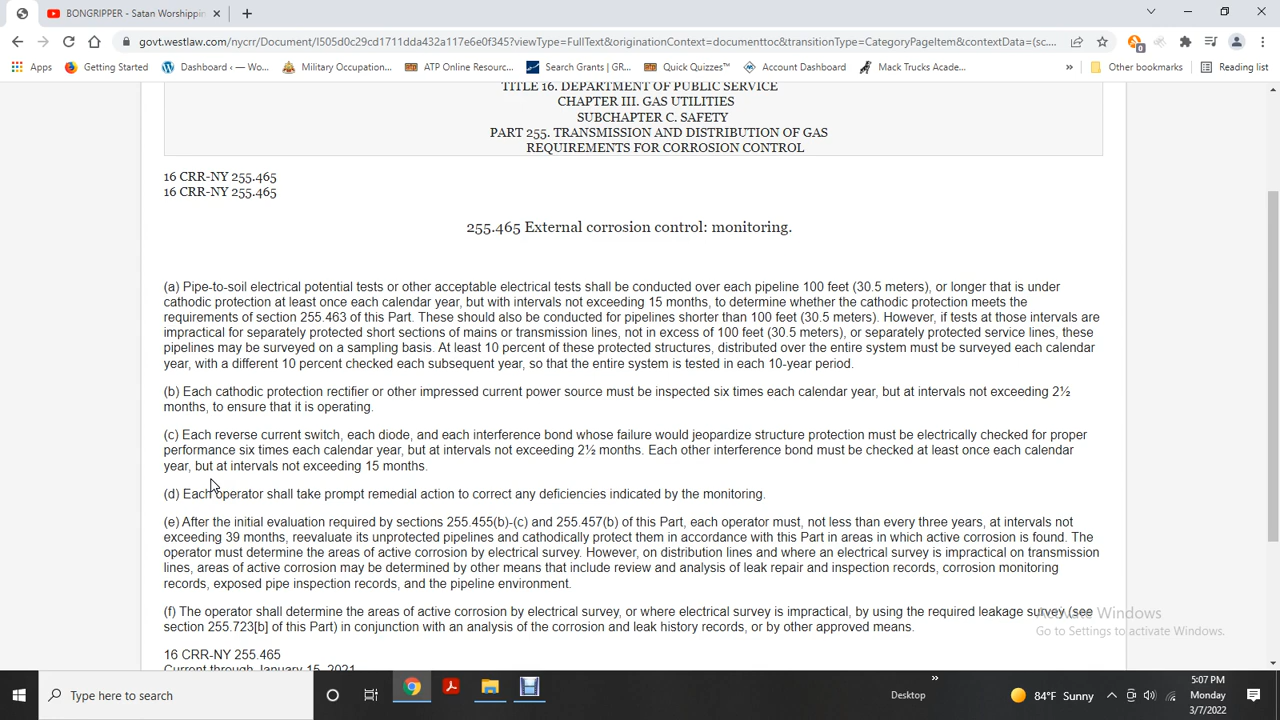 BONGRIPPER - Satan Worshippin
govt.westlaw.com/nycrr/Document/I505d0c29cd1711dda432a117e6e0f345?viewType=FullText&originationContext=documenttoc&transitionType=CategoryPageItem&contextData=(sc...
Apps Getting Started Dashboard ‹ — Wo... Military Occupation... ATP Online Resourc... Search Grants | GR... Quick Quizzes™ Account Dashboard Mack Trucks Acade... » Other bookmarks Reading list
TITLE 16. DEPARTMENT OF PUBLIC SERVICE
CHAPTER III. GAS UTILITIES
SUBCHAPTER C. SAFETY
PART 255. TRANSMISSION AND DISTRIBUTION OF GAS
REQUIREMENTS FOR CORROSION CONTROL
16 CRR-NY 255.465
16 CRR-NY 255.465
255.465 External corrosion control: monitoring.
(a) Pipe-to-soil electrical potential tests or other acceptable electrical tests shall be conducted over each pipeline 100 feet (30.5 meters), or longer that is under
cathodic protection at least once each calendar year, but with intervals not exceeding 15 months, to determine whether the cathodic protection meets the
requirements of section 255.463 of this Part. These should also be conducted for pipelines shorter than 100 feet (30.5 meters). However, if tests at those intervals are
impractical for separately protected short sections of mains or transmission lines, not in excess of 100 feet (30.5 meters), or separately protected service lines, these
pipelines may be surveyed on a sampling basis. At least 10 percent of these protected structures, distributed over the entire system must be surveyed each calendar
year, with a different 10 percent checked each subsequent year, so that the entire system is tested in each 10-year period.
(b) Each cathodic protection rectifier or other impressed current power source must be inspected six times each calendar year, but at intervals not exceeding 2½
months, to ensure that it is operating.
(c) Each reverse current switch, each diode, and each interference bond whose failure would jeopardize structure protection must be electrically checked for proper
performance six times each calendar year, but at intervals not exceeding 2½ months. Each other interference bond must be checked at least once each calendar
year, but at intervals not exceeding 15 months.
(d) Each operator shall take prompt remedial action to correct any deficiencies indicated by the monitoring.
(e) After the initial evaluation required by sections 255.455(b)-(c) and 255.457(b) of this Part, each operator must, not less than every three years, at intervals not
exceeding 39 months, reevaluate its unprotected pipelines and cathodically protect them in accordance with this Part in areas in which active corrosion is found. The
operator must determine the areas of active corrosion by electrical survey. However, on distribution lines and where an electrical survey is impractical on transmission
lines, areas of active corrosion may be determined by other means that include review and analysis of leak repair and inspection records, corrosion monitoring
records, exposed pipe inspection records, and the pipeline environment.
(f) The operator shall determine the areas of active corrosion by electrical survey, or where electrical survey is impractical, by using the required leakage survey (see
section 255.723[b] of this Part) in conjunction with an analysis of the corrosion and leak history records, or by other approved means.
Activate Windows
Go to Settings to activate Windows.
16 CRR-NY 255.465
Current through January 15, 2021
Type here to search
Desktop »
84°F Sunny
5:07 PM
Monday
3/7/2022